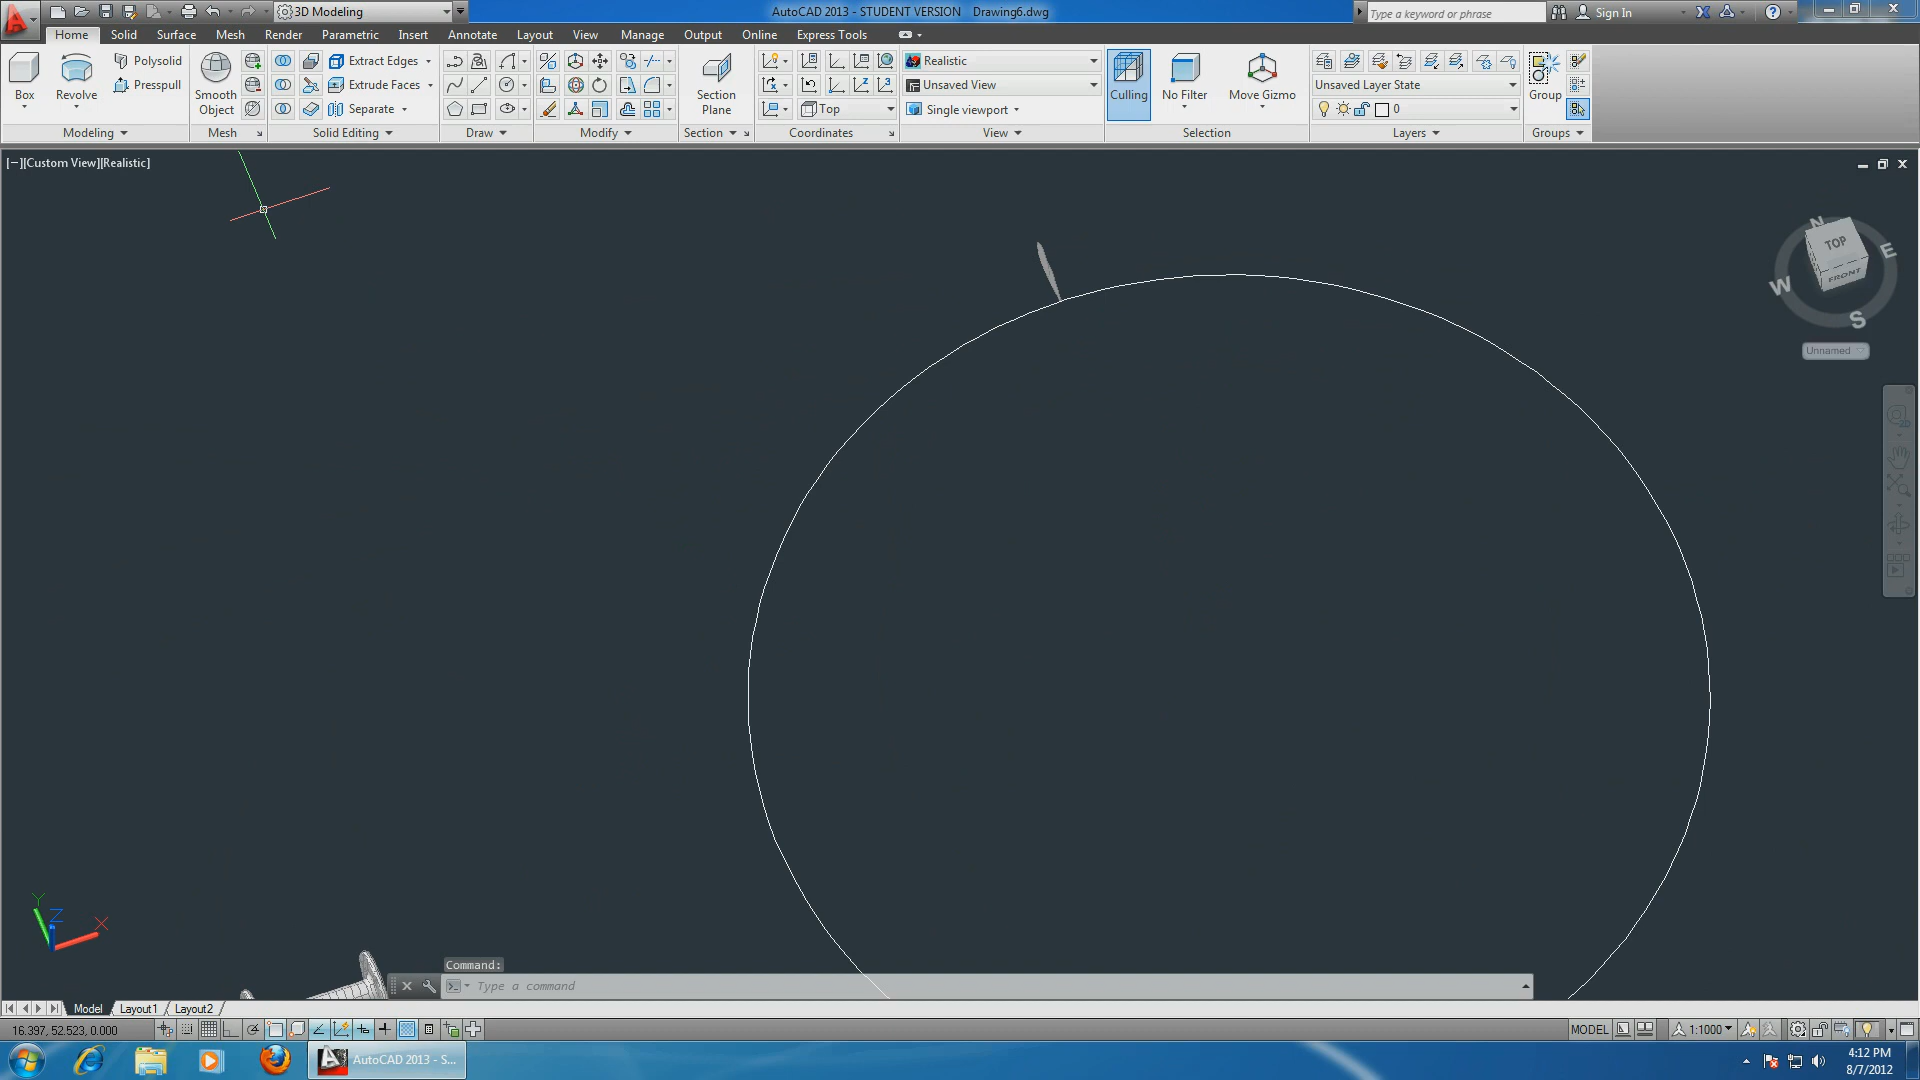 3D Modeling
AutoCAD 2013 - STUDENT VERSION Drawing6.dwg
Type a keyword or phrase
Sign In
Home Solid Surface Mesh Render Parametric Insert Annotate Layout View Manage Output Online Express Tools
Box
Revolve
Polysolid
Presspull
Modeling
Smooth
Object
Mesh
Extract Edges
Extrude Faces
Separate
Solid Editing
Draw
Modify
Section
Plane
Section
Top
Coordinates
Realistic
Unsaved View
Single viewport
View
Culling
No Filter
Move Gizmo
Selection
Unsaved Layer State
0
Layers
Group
Groups
[−][Custom View][Realistic]
N
E
TOP
FRONT
W
S
Unnamed
Y
Z
X
Command:
Type a command
Model Layout1 Layout2
16.397, 52.523, 0.000
MODEL
1:1000
AutoCAD 2013 - S...
4:12 PM
8/7/2012